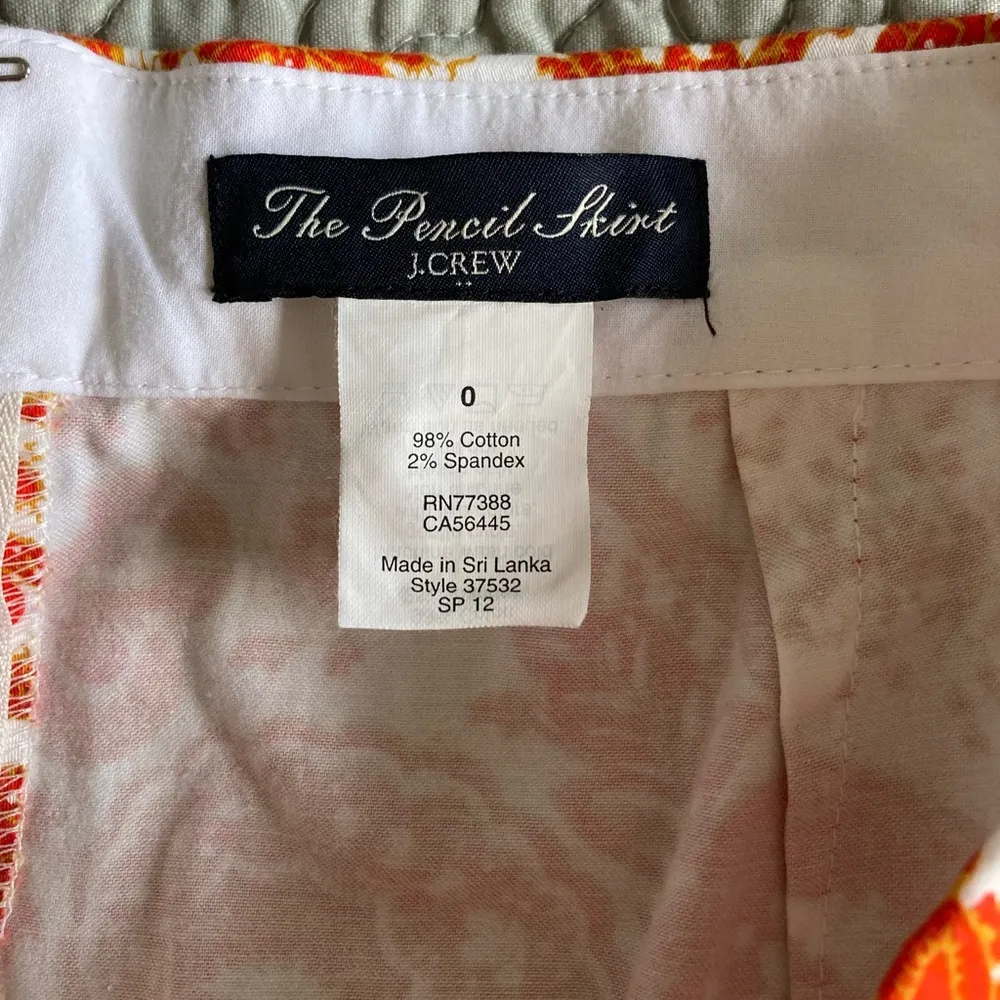 The Pencil Skirt
J.CREW
0
98% Cotton
2% Spandex
RN77388
CA56445
Made in Sri Lanka
Style 37532
SP 12